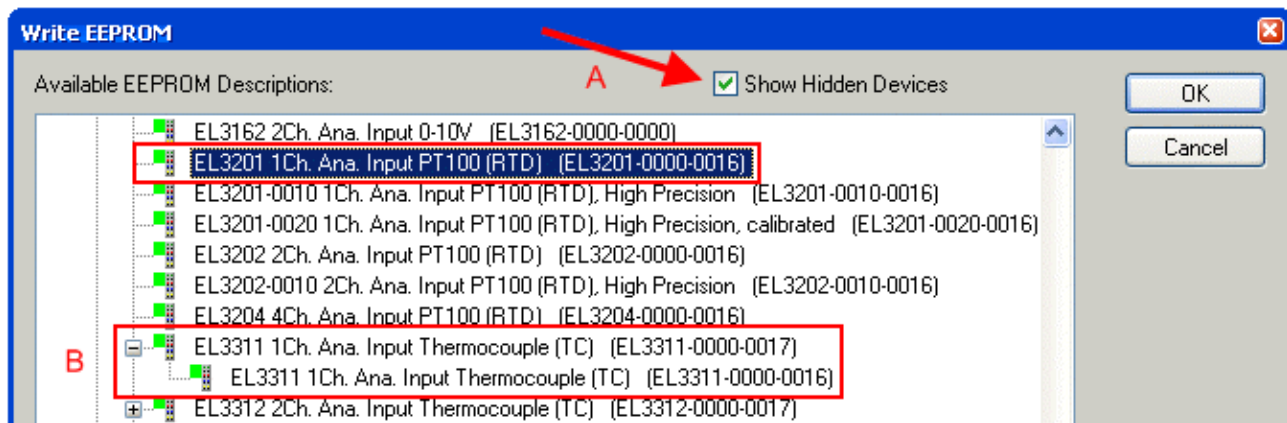 Write EEPROM
Available EEPROM Descriptions:
A
Show Hidden Devices
OK
Cancel
EL3162 2Ch. Ana. Input 0-10V (EL3162-0000-0000)
EL3201 1Ch. Ana. Input PT100 (RTD) (EL3201-0000-0016)
EL3201-0010 1Ch. Ana. Input PT100 (RTD), High Precision (EL3201-0010-0016)
EL3201-0020 1Ch. Ana. Input PT100 (RTD), High Precision, calibrated (EL3201-0020-0016)
EL3202 2Ch. Ana. Input PT100 (RTD) (EL3202-0000-0016)
EL3202-0010 2Ch. Ana. Input PT100 (RTD), High Precision (EL3202-0010-0016)
EL3204 4Ch. Ana. Input PT100 (RTD) (EL3204-0000-0016)
B
EL3311 1Ch. Ana. Input Thermocouple (TC) (EL3311-0000-0017)
EL3311 1Ch. Ana. Input Thermocouple (TC) (EL3311-0000-0016)
EL3312 2Ch. Ana. Input Thermocouple (TC) (EL3312-0000-0017)